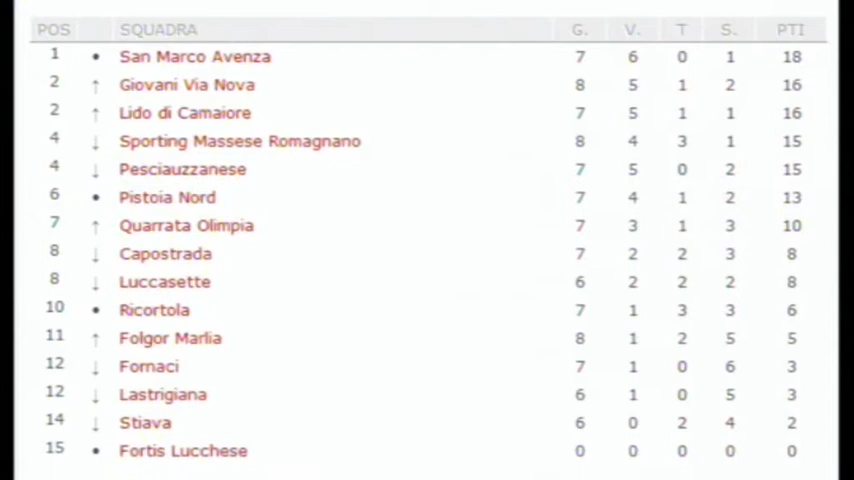 POS SQUADRA G. V. T S. PTI
1 • San Marco Avenza 7 6 0 1 18
2 ↑ Giovani Via Nova 8 5 1 2 16
2 ↑ Lido di Camaiore 7 5 1 1 16
4 ↓ Sporting Massese Romagnano 8 4 3 1 15
4 ↓ Pesciauzzanese 7 5 0 2 15
6 • Pistoia Nord 7 4 1 2 13
7 ↑ Quarrata Olimpia 7 3 1 3 10
8 ↓ Capostrada 7 2 2 3 8
8 ↓ Luccasette 6 2 2 2 8
10 • Ricortola 7 1 3 3 6
11 ↑ Folgor Marlia 8 1 2 5 5
12 ↓ Fornaci 7 1 0 6 3
12 ↓ Lastrigiana 6 1 0 5 3
14 ↓ Stiava 6 0 2 4 2
15 • Fortis Lucchese 0 0 0 0 0